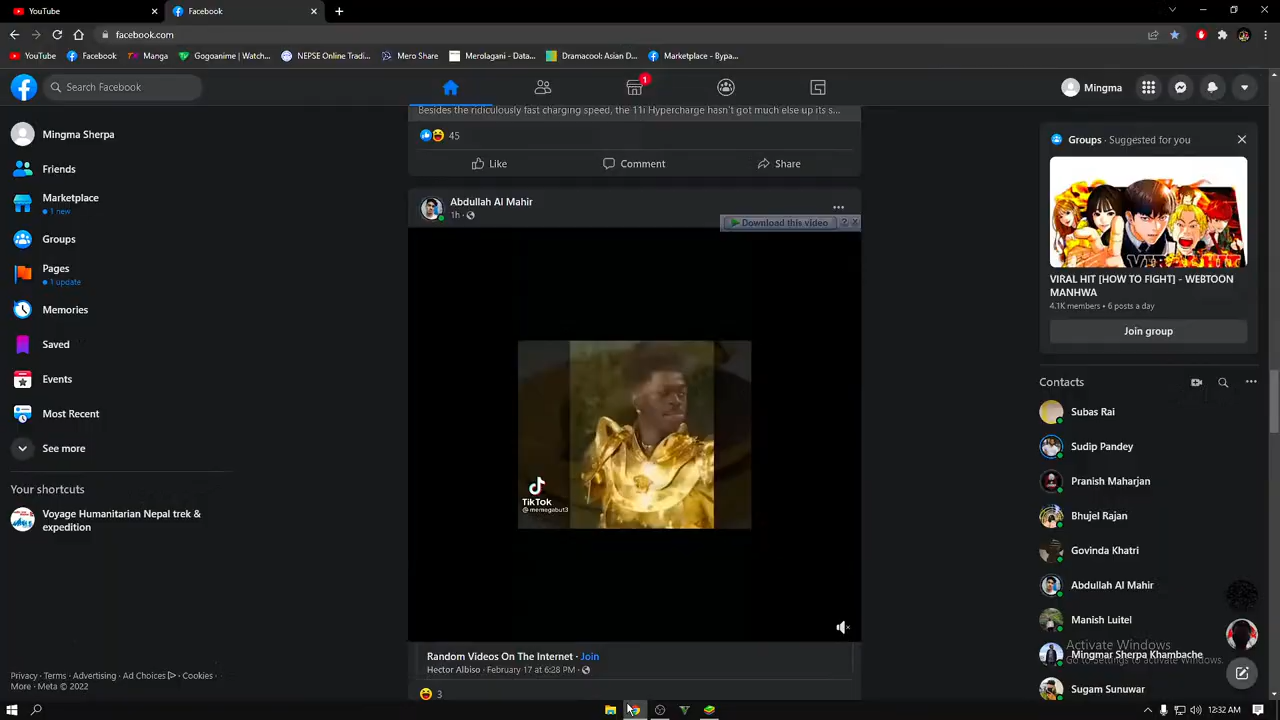 YouTube
Facebook
facebook.com
YouTube
Facebook
Manga
Gogoanime | Watch...
NEPSE Online Tradi...
Mero Share
Merolagani - Data...
Dramacool: Asian D...
Marketplace - Bypa...
Search Facebook
1
Mingma
Mingma Sherpa
Friends
Marketplace
1 new
Groups
Pages
1 update
Memories
Saved
Events
Most Recent
See more
Your shortcuts
Voyage Humanitarian Nepal trek &
expedition
Privacy · Terms · Advertising · Ad Choices · Cookies ·
More · Meta © 2022
Besides the ridiculously fast charging speed, the 11i Hypercharge hasn't got much else up its s...
45
Like
Comment
Share
Abdullah Al Mahir
1h ·
Download this video
?
X
TikTok
@memegabut3
Random Videos On The Internet · Join
Hector Albiso · February 17 at 6:28 PM ·
3
Groups · Suggested for you
VIRAL HIT
VIRAL HIT [HOW TO FIGHT] - WEBTOON
MANHWA
4.1K members • 6 posts a day
Join group
Contacts
Subas Rai
Sudip Pandey
Pranish Maharjan
Bhujel Rajan
Govinda Khatri
Abdullah Al Mahir
Manish Luitel
Activate Windows
Mingmar Sherpa Khambache
Go to Settings to activate Windows.
Sugam Sunuwar
12:32 AM